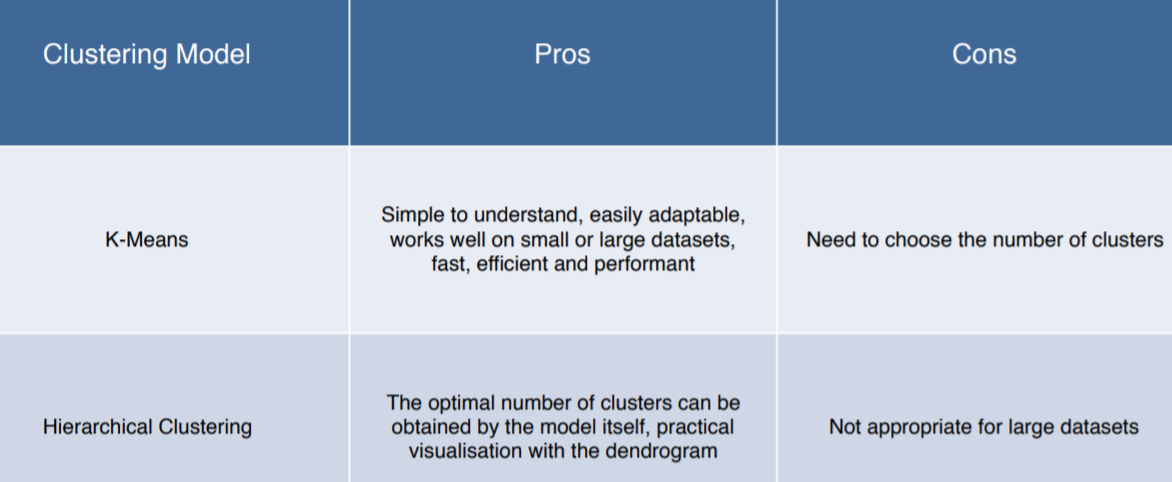 Clustering Model
Pros
Cons
K-Means
Simple to understand, easily adaptable,
works well on small or large datasets,
fast, efficient and performant
Need to choose the number of clusters
Hierarchical Clustering
The optimal number of clusters can be
obtained by the model itself, practical
visualisation with the dendrogram
Not appropriate for large datasets